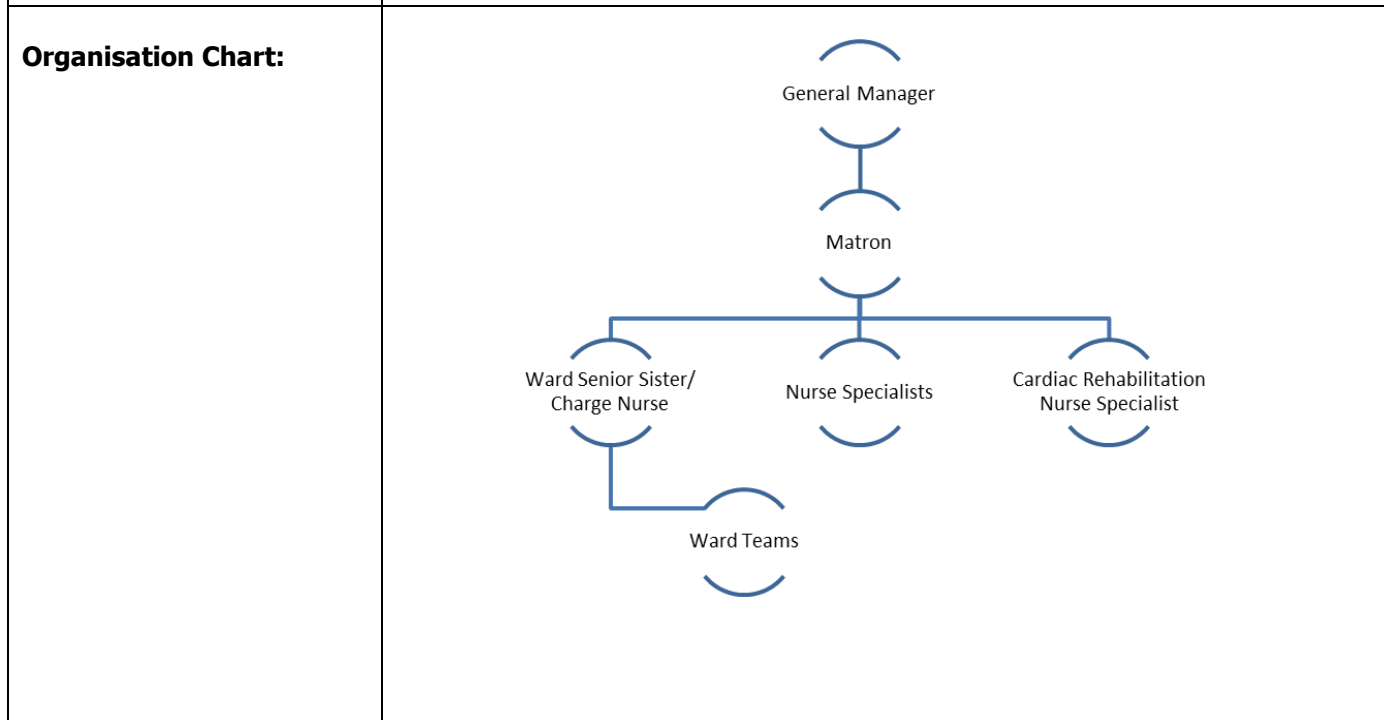 Organisation Chart:
General Manager
Matron
Ward Senior Sister/
Charge Nurse
Nurse Specialists
Cardiac Rehabilitation
Nurse Specialist
Ward Teams